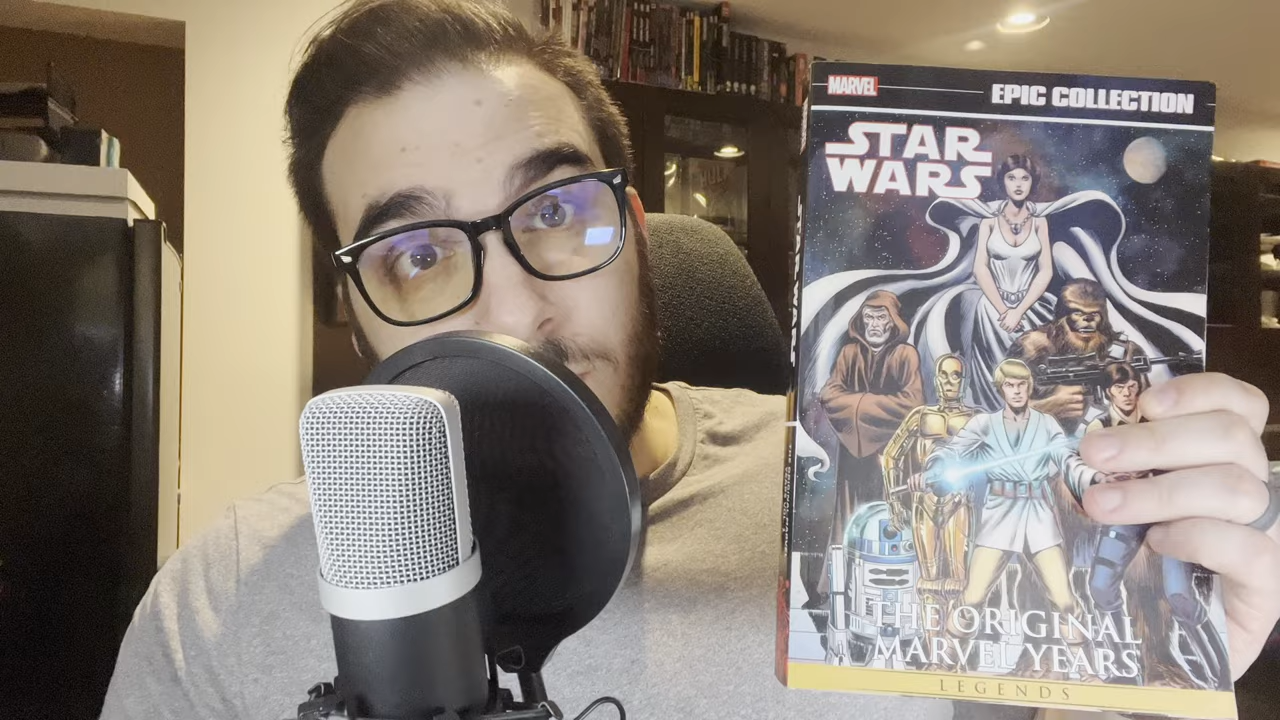 MARVEL
EPIC COLLECTION
STAR
WARS
THE ORIGINAL
MARVEL YEARS
LEGENDS